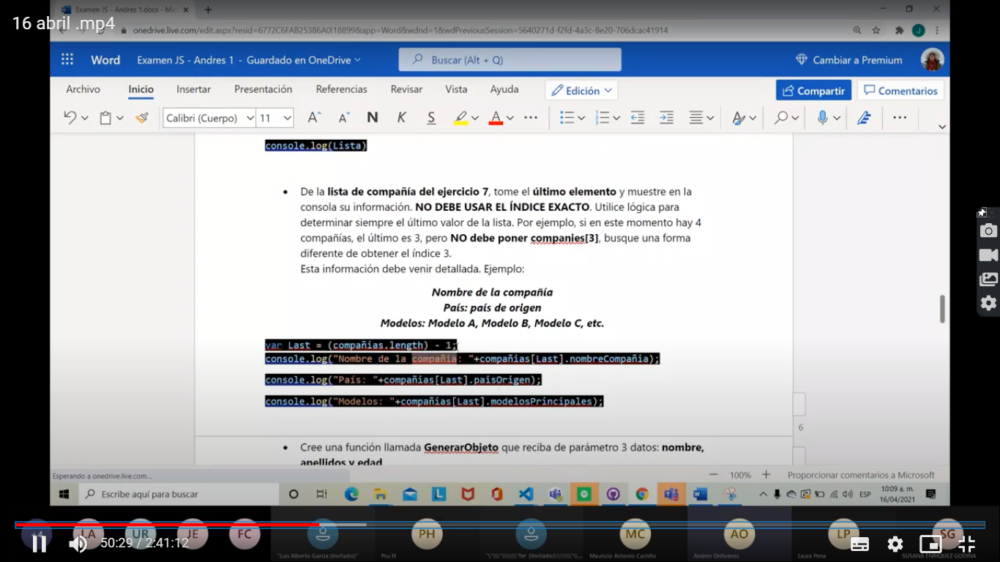 Examen JS - Andres 1.docx - Mic
16 abril .mp4
onedrive.live.com/edit.aspx?resid=6772C6FAB25386A0!18899&app=Word&wdnd=1&wdPreviousSession=5640271d-f2fd-4a3c-8e20-706dcac41914
J
Word Examen JS - Andres 1 - Guardado en OneDrive
Buscar (Alt + Q)
Cambiar a Premium
Archivo Inicio Insertar Presentación Referencias Revisar Vista Ayuda Edición Compartir Comentarios
Calibri (Cuerpo) 11 A A N K S A
console.log(Lista)
• De la lista de compañía del ejercicio 7, tome el último elemento y muestre en la
consola su información. NO DEBE USAR EL ÍNDICE EXACTO. Utilice lógica para
determinar siempre el último valor de la lista. Por ejemplo, si en este momento hay 4
compañías, el último es 3, pero NO debe poner companies[3], busque una forma
diferente de obtener el índice 3.
Esta información debe venir detallada. Ejemplo:
Nombre de la compañía
País: país de origen
Modelos: Modelo A, Modelo B, Modelo C, etc.
var Last = (compañias.length) - 1;
console.log("Nombre de la compañia: "+compañias[Last].nombreCompañia);
console.log("País: "+compañias[Last].paisOrigen);
console.log("Modelos: "+compañias[Last].modelosPrincipales);
6
• Cree una función llamada GenerarObjeto que reciba de parámetro 3 datos: nombre,
apellidos y edad
Esperando a onedrive.live.com...
100%
Proporcionar comentarios a Microsoft
Escribe aquí para buscar
ESP
10:09 a. m.
16/04/2021
+4 LA UR JE FC PH MC AO LP SG
50:29 / 2:41:12
"Luis Alberto Garcia (Invitado)" Psu H Mauricio Antonio Castillo Andres Ontiveros Laura Pena SUSANA ENRIQUEZ GODINA